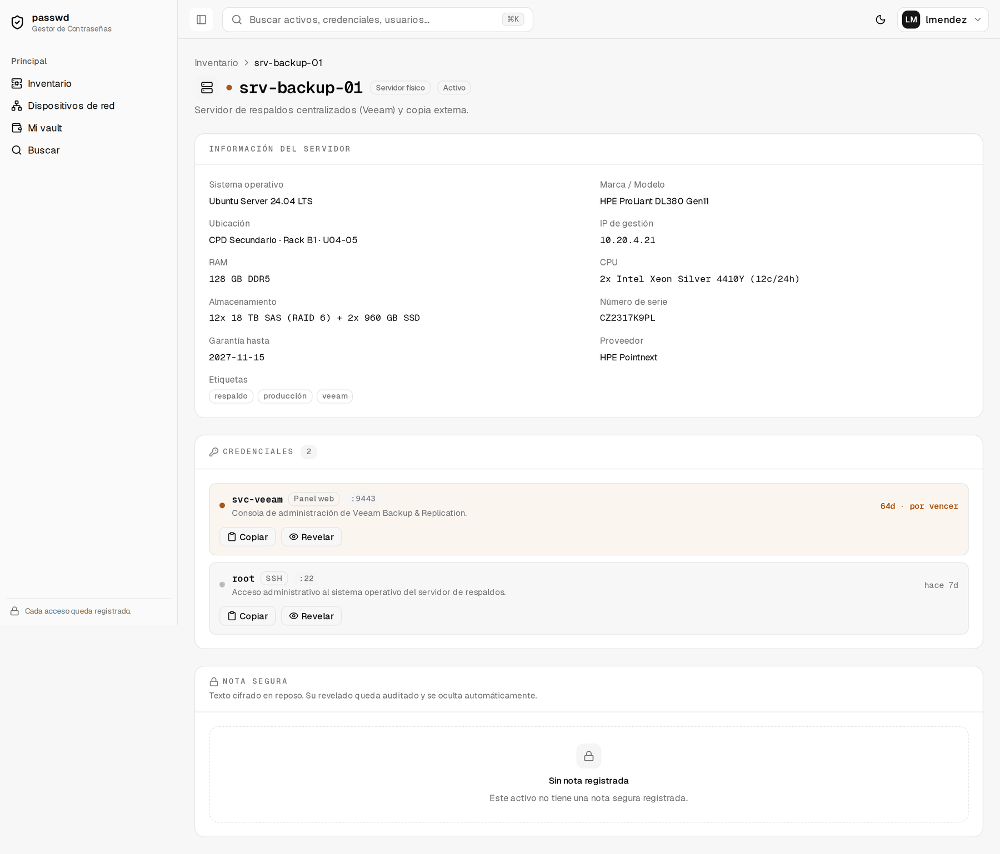 passwd
Gestor de Contraseñas
Principal
Inventario
Dispositivos de red
Mi vault
Buscar
Cada acceso queda registrado.
Buscar activos, credenciales, usuarios...
⌘K
LM lmendez
Inventario > srv-backup-01
srv-backup-01 Servidor físico Activo
Servidor de respaldos centralizados (Veeam) y copia externa.
INFORMACIÓN DEL SERVIDOR
Sistema operativo
Ubuntu Server 24.04 LTS
Marca / Modelo
HPE ProLiant DL380 Gen11
Ubicación
CPD Secundario · Rack B1 · U04-05
IP de gestión
10.20.4.21
RAM
128 GB DDR5
CPU
2x Intel Xeon Silver 4410Y (12c/24h)
Almacenamiento
12x 18 TB SAS (RAID 6) + 2x 960 GB SSD
Número de serie
CZ2317K9PL
Garantía hasta
2027-11-15
Proveedor
HPE Pointnext
Etiquetas
respaldo producción veeam
CREDENCIALES 2
svc-veeam Panel web :9443
Consola de administración de Veeam Backup & Replication.
64d · por vencer
Copiar Revelar
root SSH :22
Acceso administrativo al sistema operativo del servidor de respaldos.
hace 7d
Copiar Revelar
NOTA SEGURA
Texto cifrado en reposo. Su revelado queda auditado y se oculta automáticamente.
Sin nota registrada
Este activo no tiene una nota segura registrada.